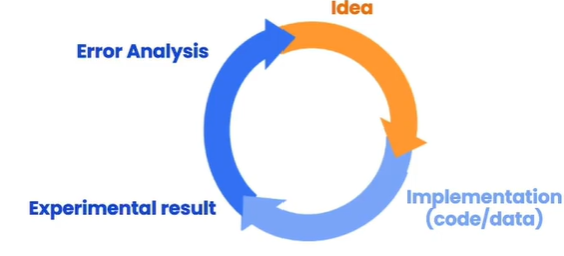 Idea
Error Analysis
Implementation
(code/data)
Experimental result